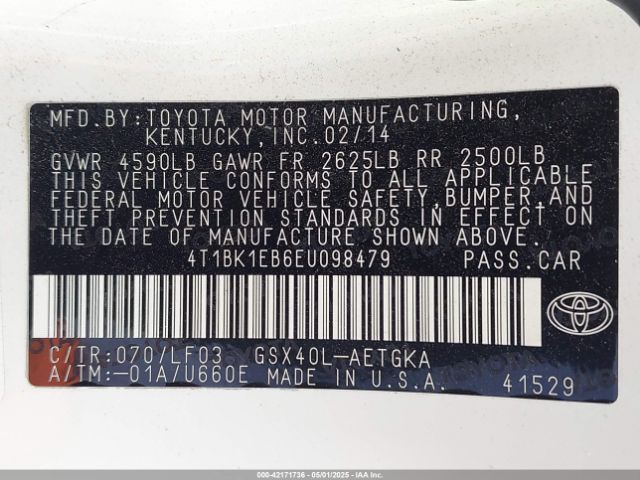 MFD.BY:TOYOTA MOTOR MANUFACTURING,
KENTUCKY,INC.02/14
GVWR 4590LB GAWR FR 2625LB RR 2500LB
THIS VEHICLE CONFORMS TO ALL APPLICABLE
FEDERAL MOTOR VEHICLE SAFETY,BUMPER,AND
THEFT PREVENTION STANDARDS IN EFFECT ON
THE DATE OF MANUFACTURE SHOWN ABOVE.
4T1BK1EB6EU098479 PASS.CAR
C/TR:070/LF03 GSX40L-AETGKA
A/TM:-01A/U660E MADE IN U.S.A. 41529
000-42171736 - 05/01/2025 - IAAI.COM